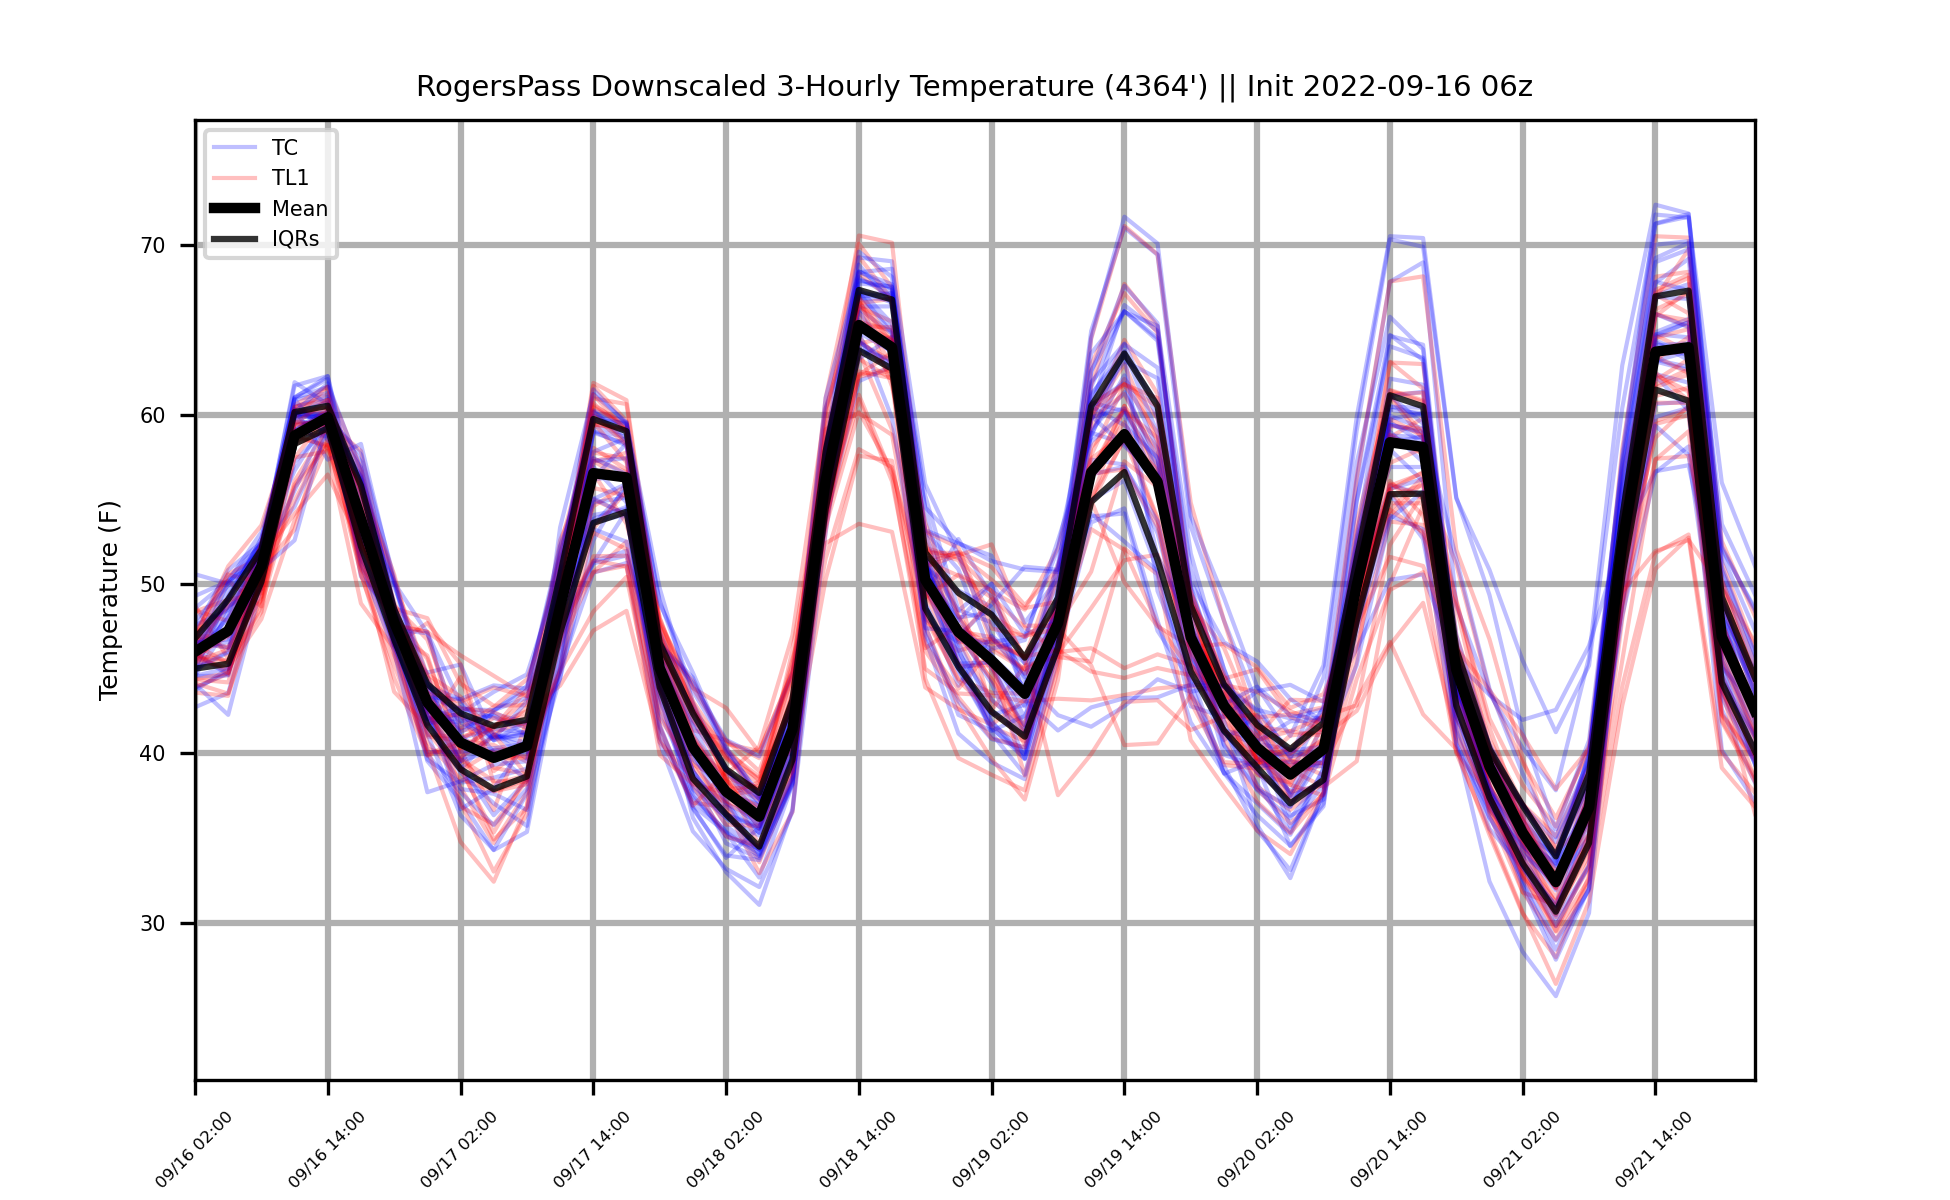 RogersPass Downscaled 3-Hourly Temperature (4364') || Init 2022-09-16 06z
TC
TL1
Mean
IQRs
Temperature (F)
70
60
50
40
30
09/16 02:00
09/16 14:00
09/17 02:00
09/17 14:00
09/18 02:00
09/18 14:00
09/19 02:00
09/19 14:00
09/20 02:00
09/20 14:00
09/21 02:00
09/21 14:00